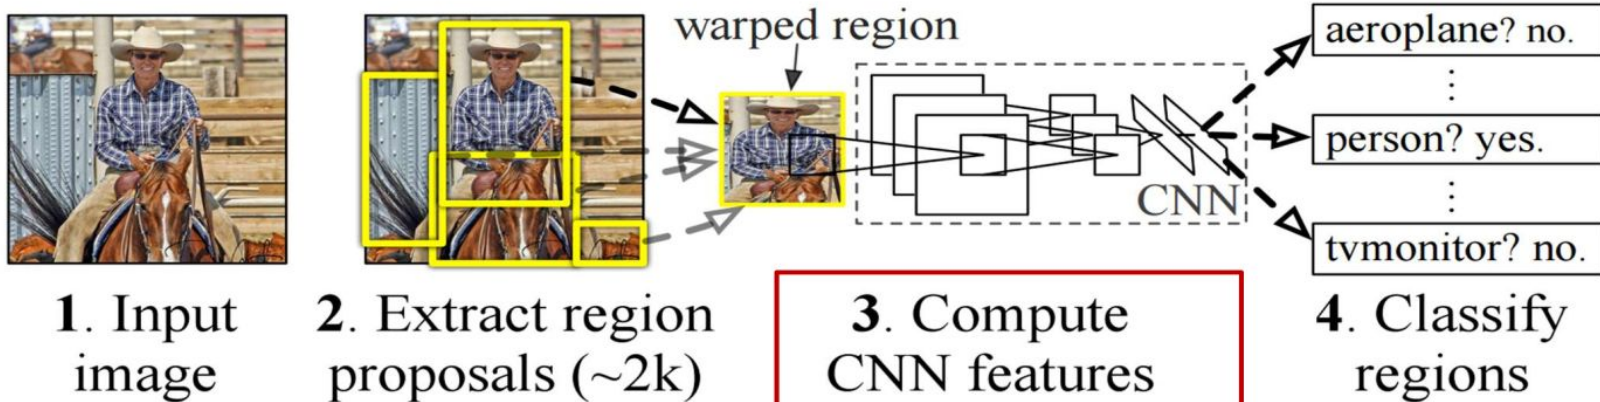 warped region
aeroplane? no.
⋮
person? yes.
⋮
tvmonitor? no.
CNN
1. Input
image
2. Extract region
proposals (~2k)
3. Compute
CNN features
4. Classify
regions